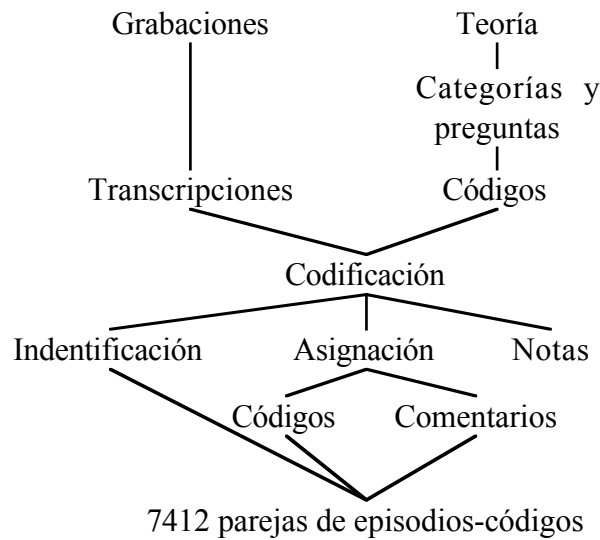 Grabaciones Teoría
Categorías y
preguntas
Transcripciones Códigos
Codificación
Indentificación Asignación Notas
Códigos Comentarios
7412 parejas de episodios-códigos